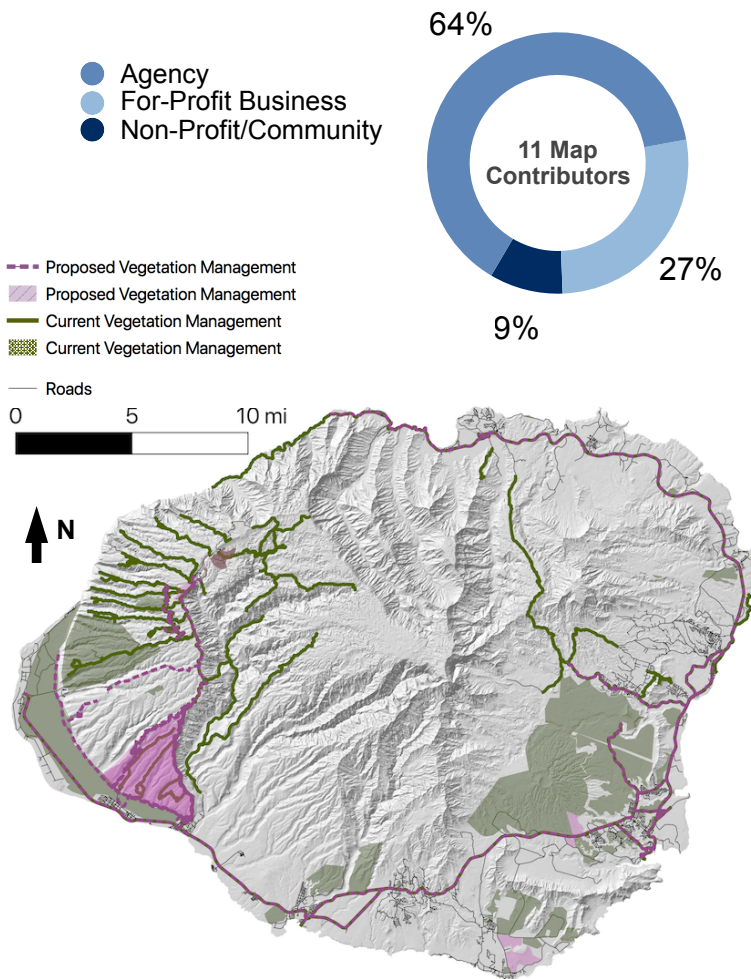 64%
Agency
For-Profit Business
Non-Profit/Community
11 Map
Contributors
27%
9%
Proposed Vegetation Management
Proposed Vegetation Management
Current Vegetation Management
Current Vegetation Management
Roads
0 5 10 mi
N